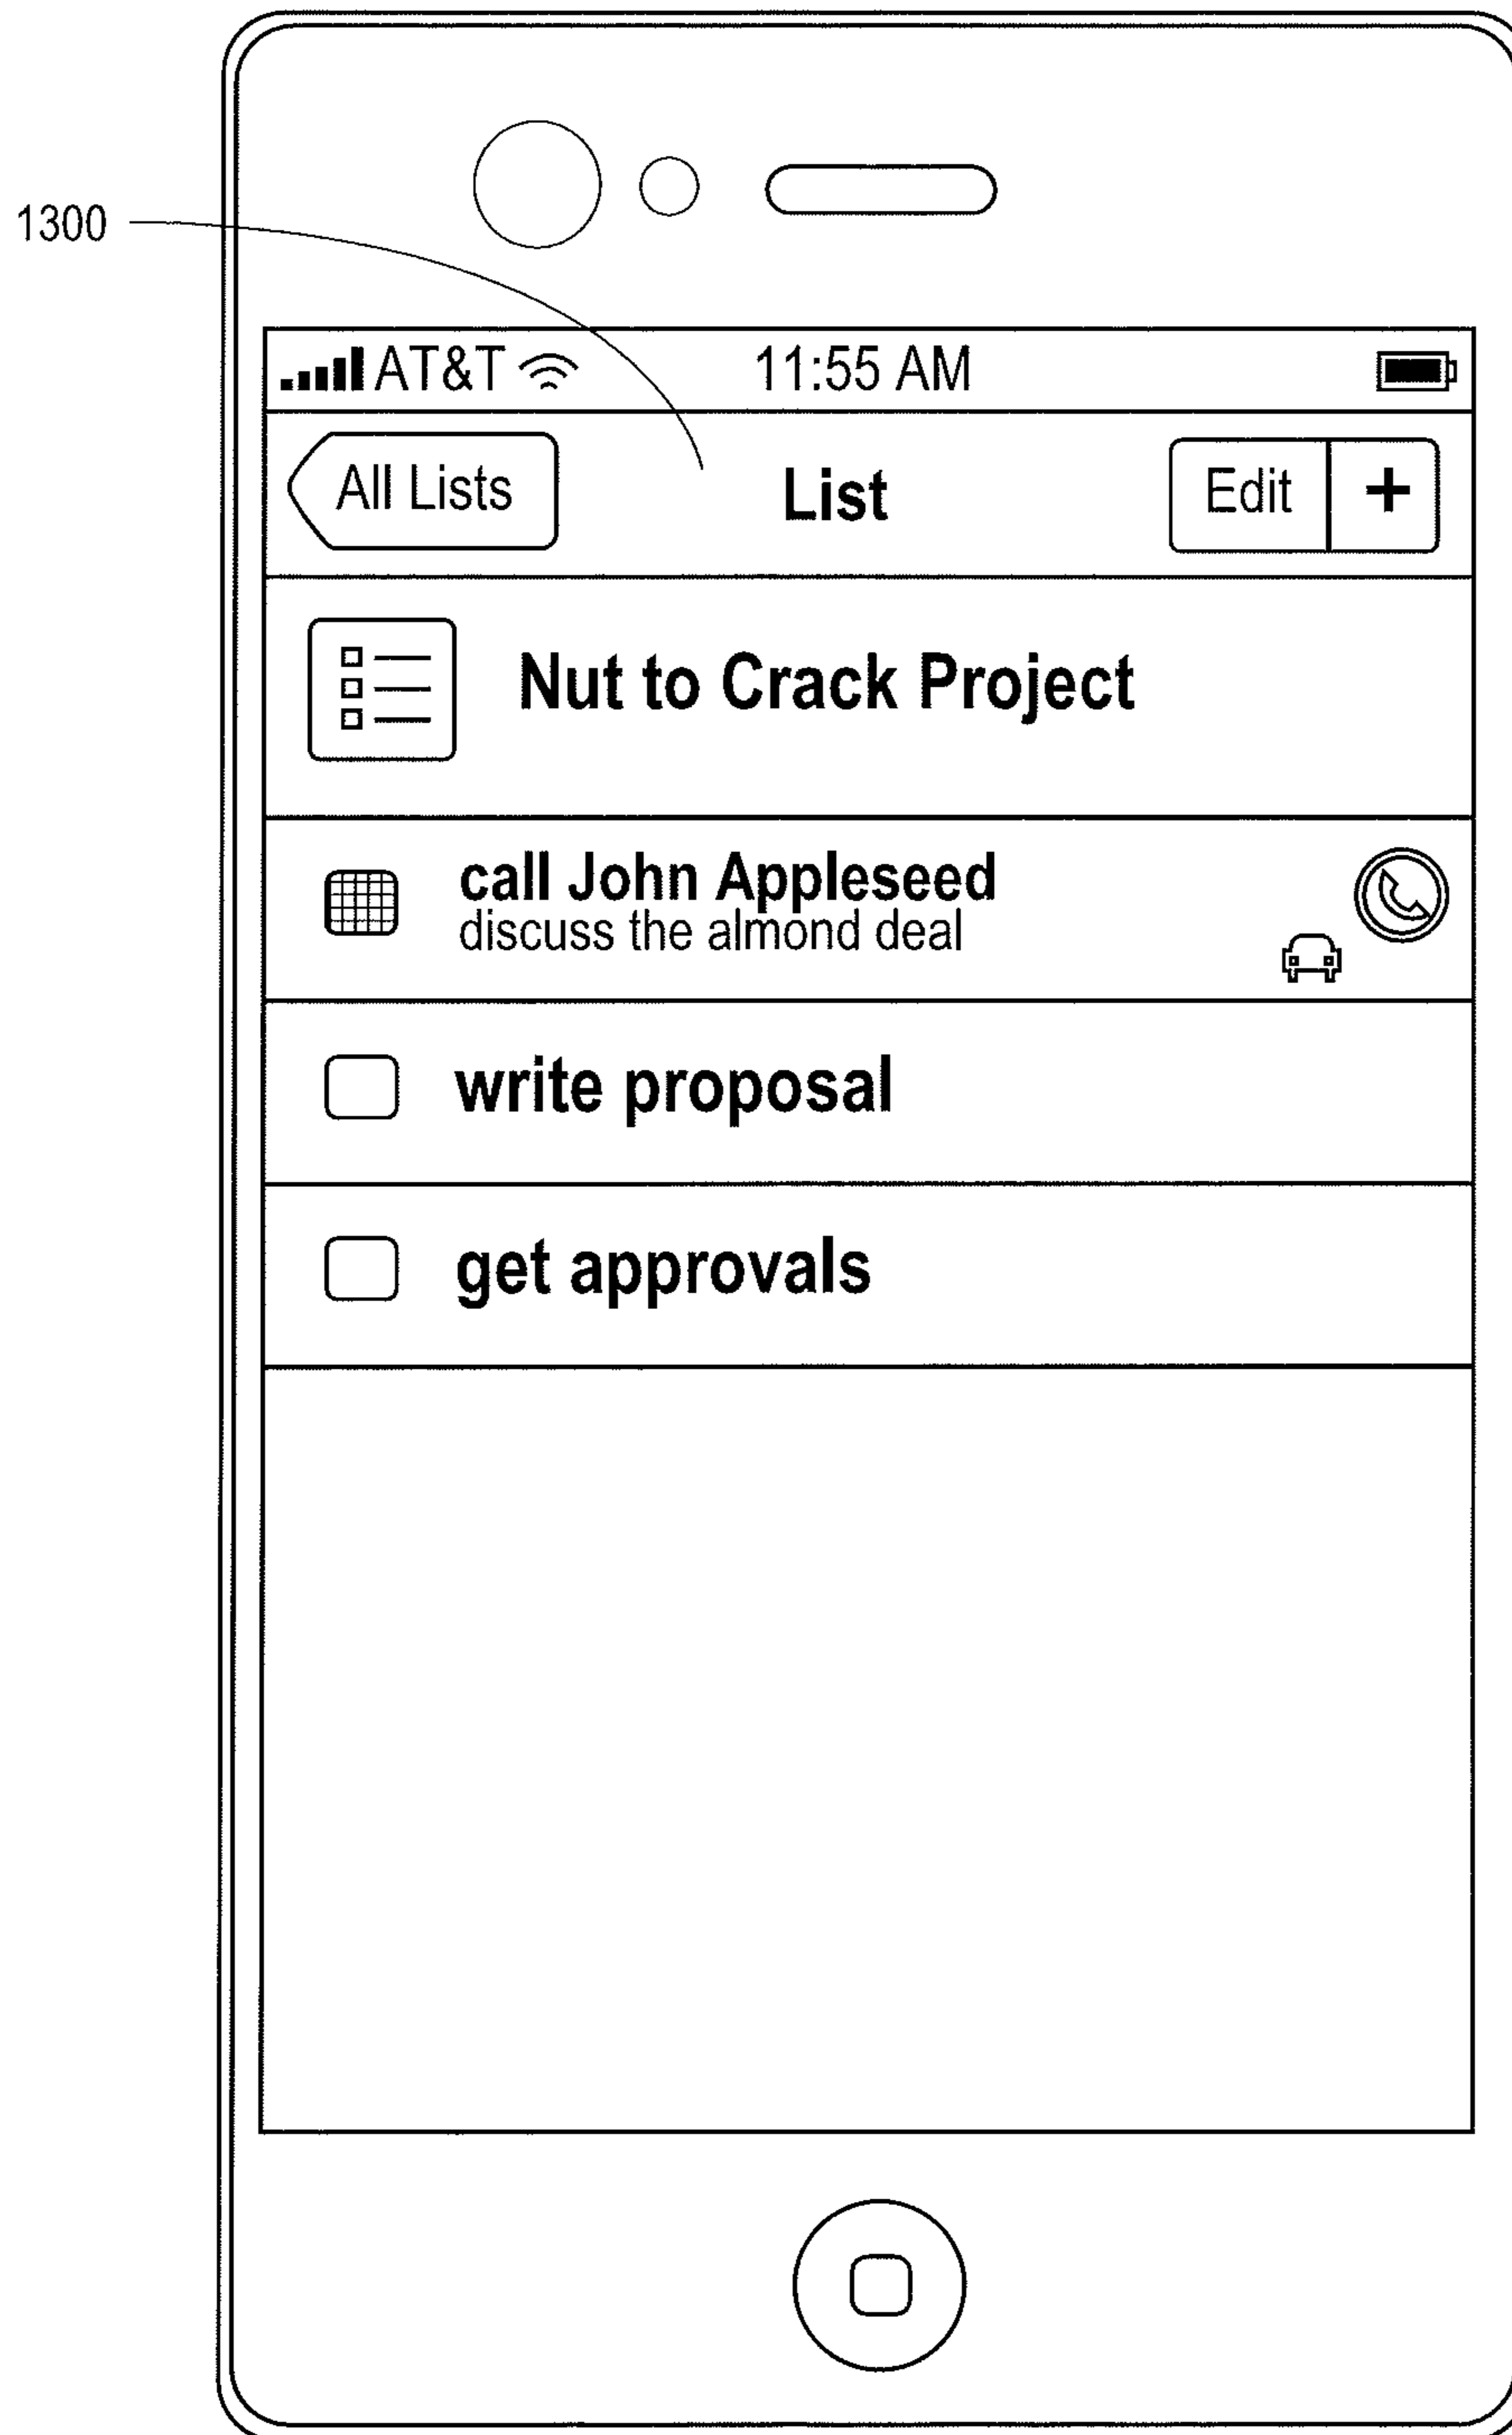 1300
AT&T 11:55 AM
All Lists List Edit +
Nut to Crack Project
call John Appleseed
discuss the almond deal
write proposal
get approvals